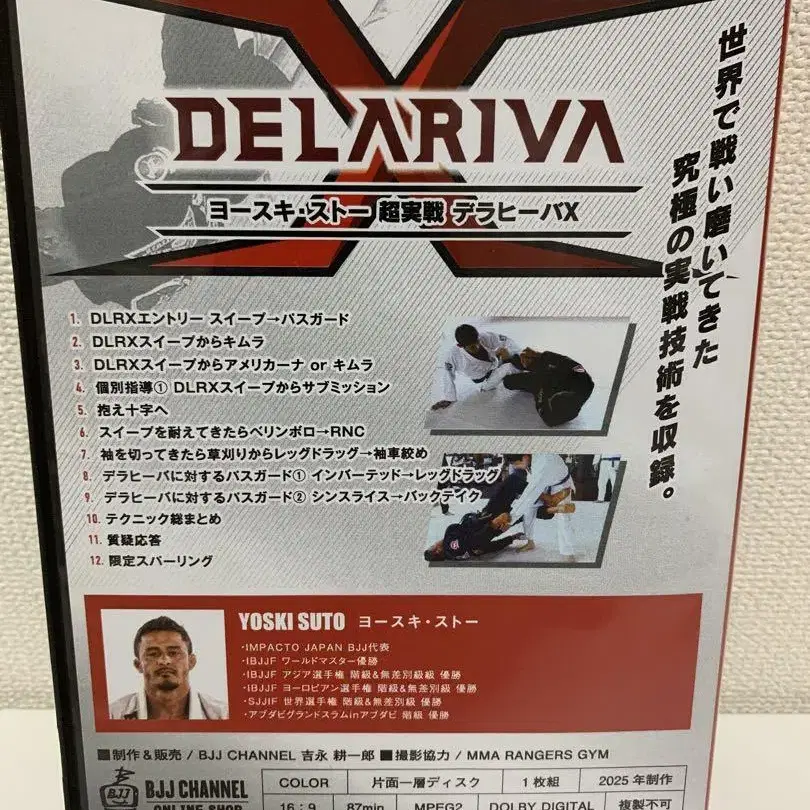 DELARIVA
ヨースキ・ストー 超実戦 デラヒーバX
世界で戦い磨いてきた
究極の実戦技術を収録。
1. DLRXエントリー スイープ→パスガード
2. DLRXスイープからキムラ
3. DLRXスイープからアメリカーナ or キムラ
4. 個別指導① DLRXスイープからサブミッション
5. 抱え十字へ
6. スイープを耐えてきたらベリンボロ→RNC
7. 袖を切ってきたら草刈りからレッグドラッグ→袖車絞め
8. デラヒーバに対するパスガード① インバーテッド→レッグドラッグ
9. デラヒーバに対するパスガード② シンスライス→バックテイク
10. テクニック総まとめ
11. 質疑応答
12. 限定スパーリング
YOSKI SUTO ヨースキ・ストー
・IMPACTO JAPAN BJJ代表
・IBJJF ワールドマスター優勝
・IBJJF アジア選手権 階級&無差別級級 優勝
・IBJJF ヨーロピアン選手権 階級&無差別級 優勝
・SJJIF 世界選手権 階級&無差別級 優勝
・アブダビグランドスラムinアブダビ 階級 優勝
■制作&販売 / BJJ CHANNEL 吉永 耕一郎 ■撮影協力 / MMA RANGERS GYM
BJJ
BJJ CHANNEL
ONLINE SHOP
COLOR 片面一層ディスク 1枚組 2025年制作
16:9 87min MPEG2 DOLBY DIGITAL 複製不可